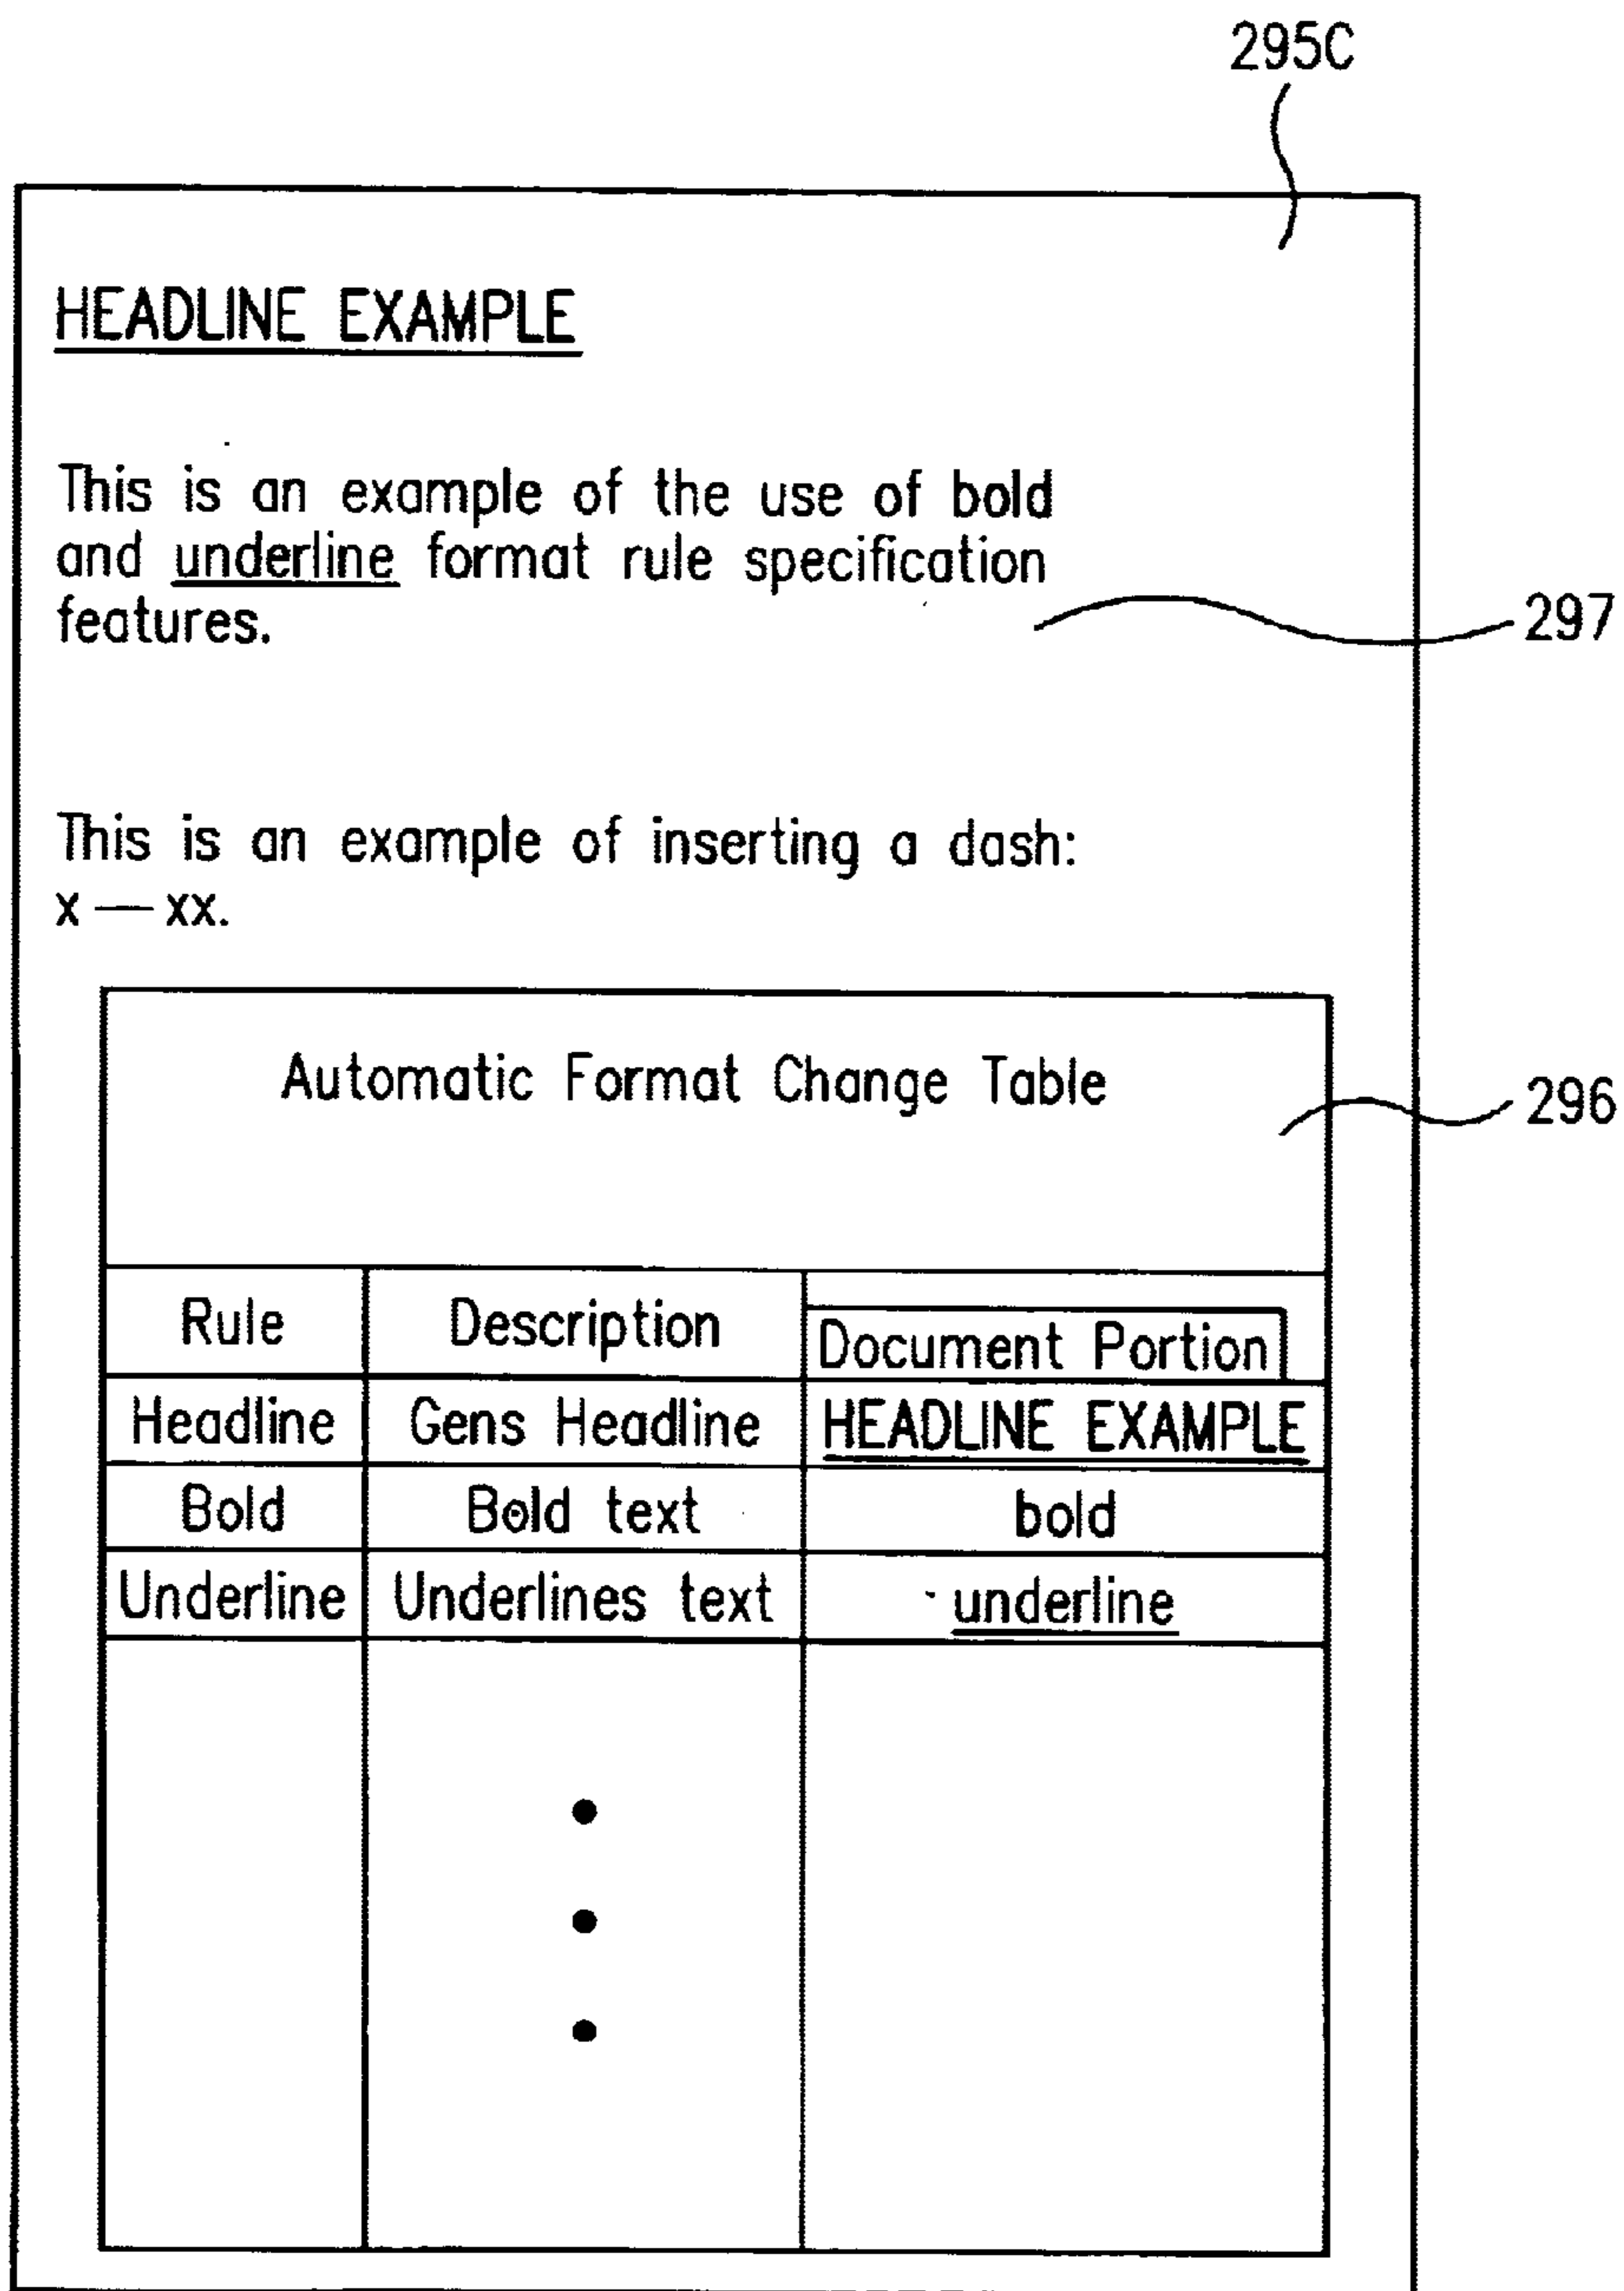 295C
HEADLINE EXAMPLE
This is an example of the use of bold
and underline format rule specification
features.
297
This is an example of inserting a dash:
x — xx.
Automatic Format Change Table
296
Rule Description Document Portion
Headline Gens Headline HEADLINE EXAMPLE
Bold Bold text bold
Underline Underlines text underline